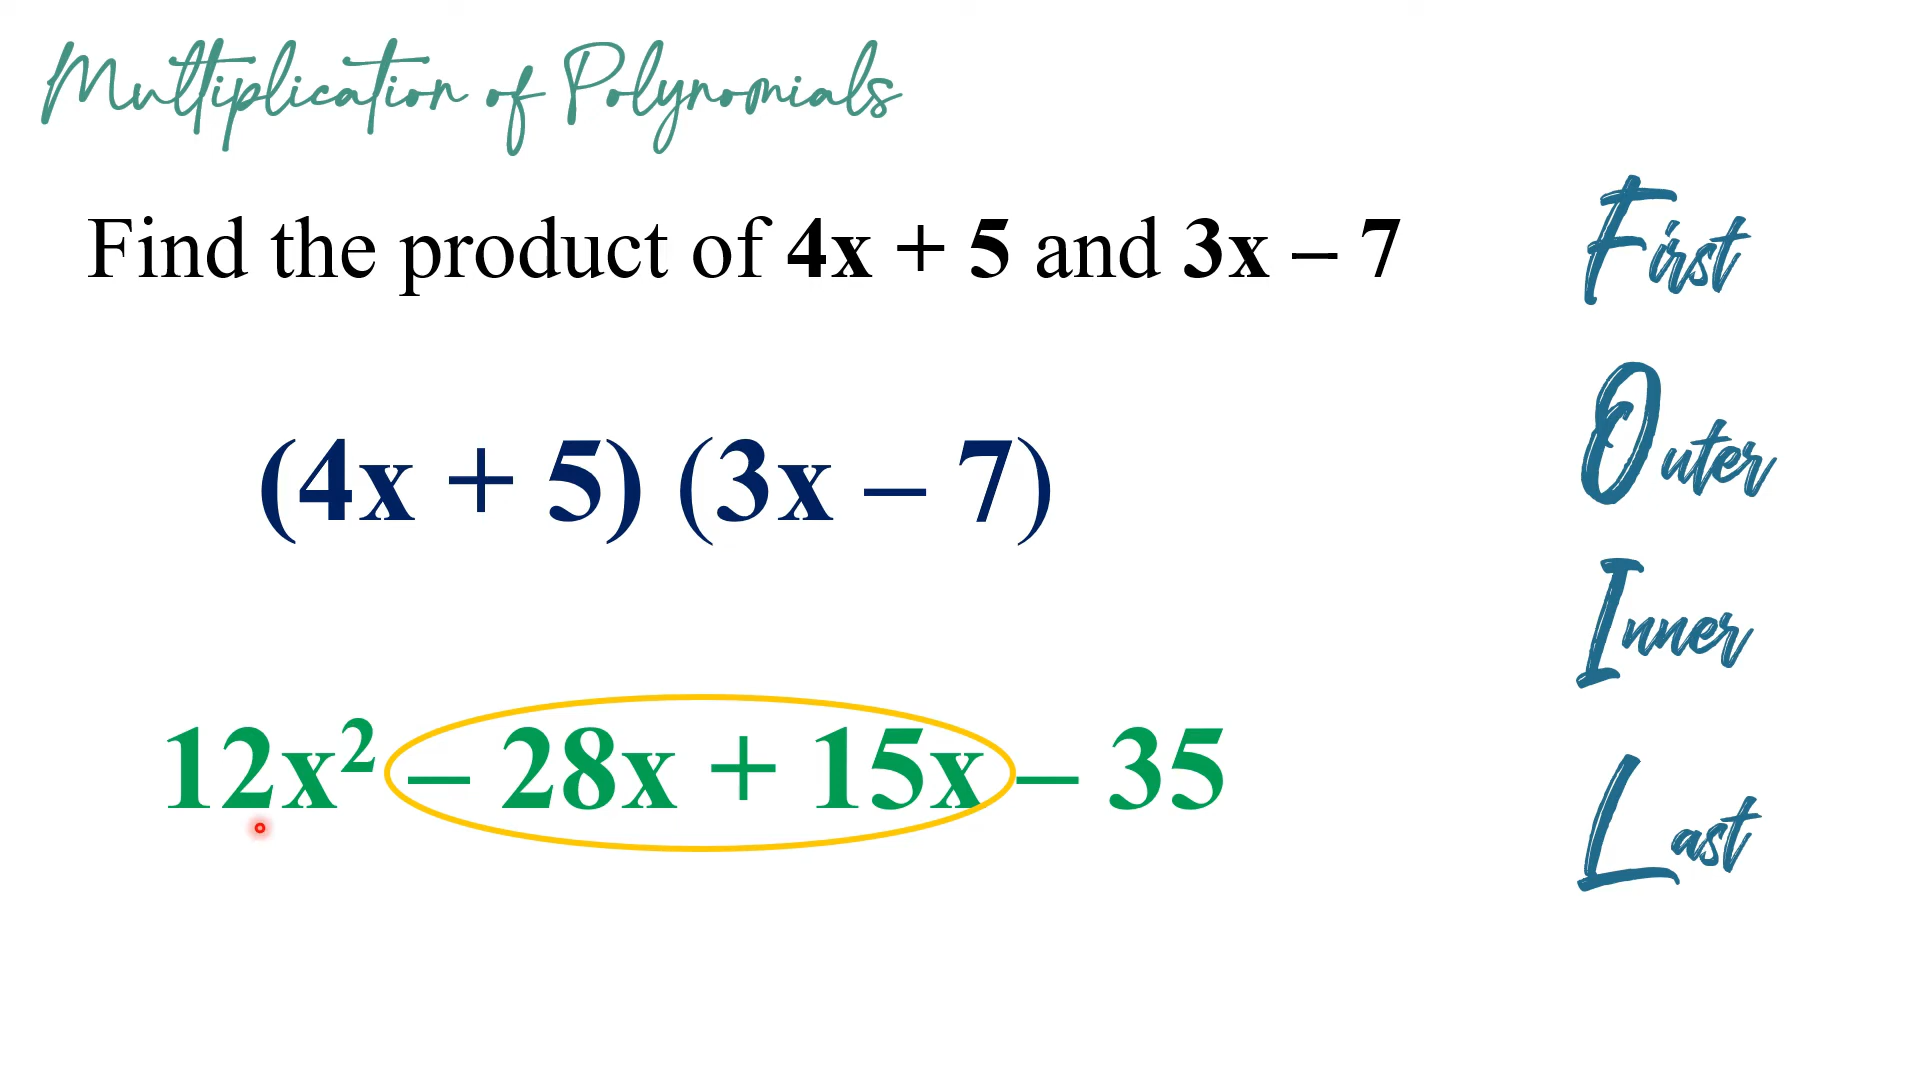 Multiplication of Polynomials
Find the product of 4x + 5 and 3x – 7
(4x + 5) (3x – 7)
12x² – 28x + 15x – 35
First
Outer
Inner
Last